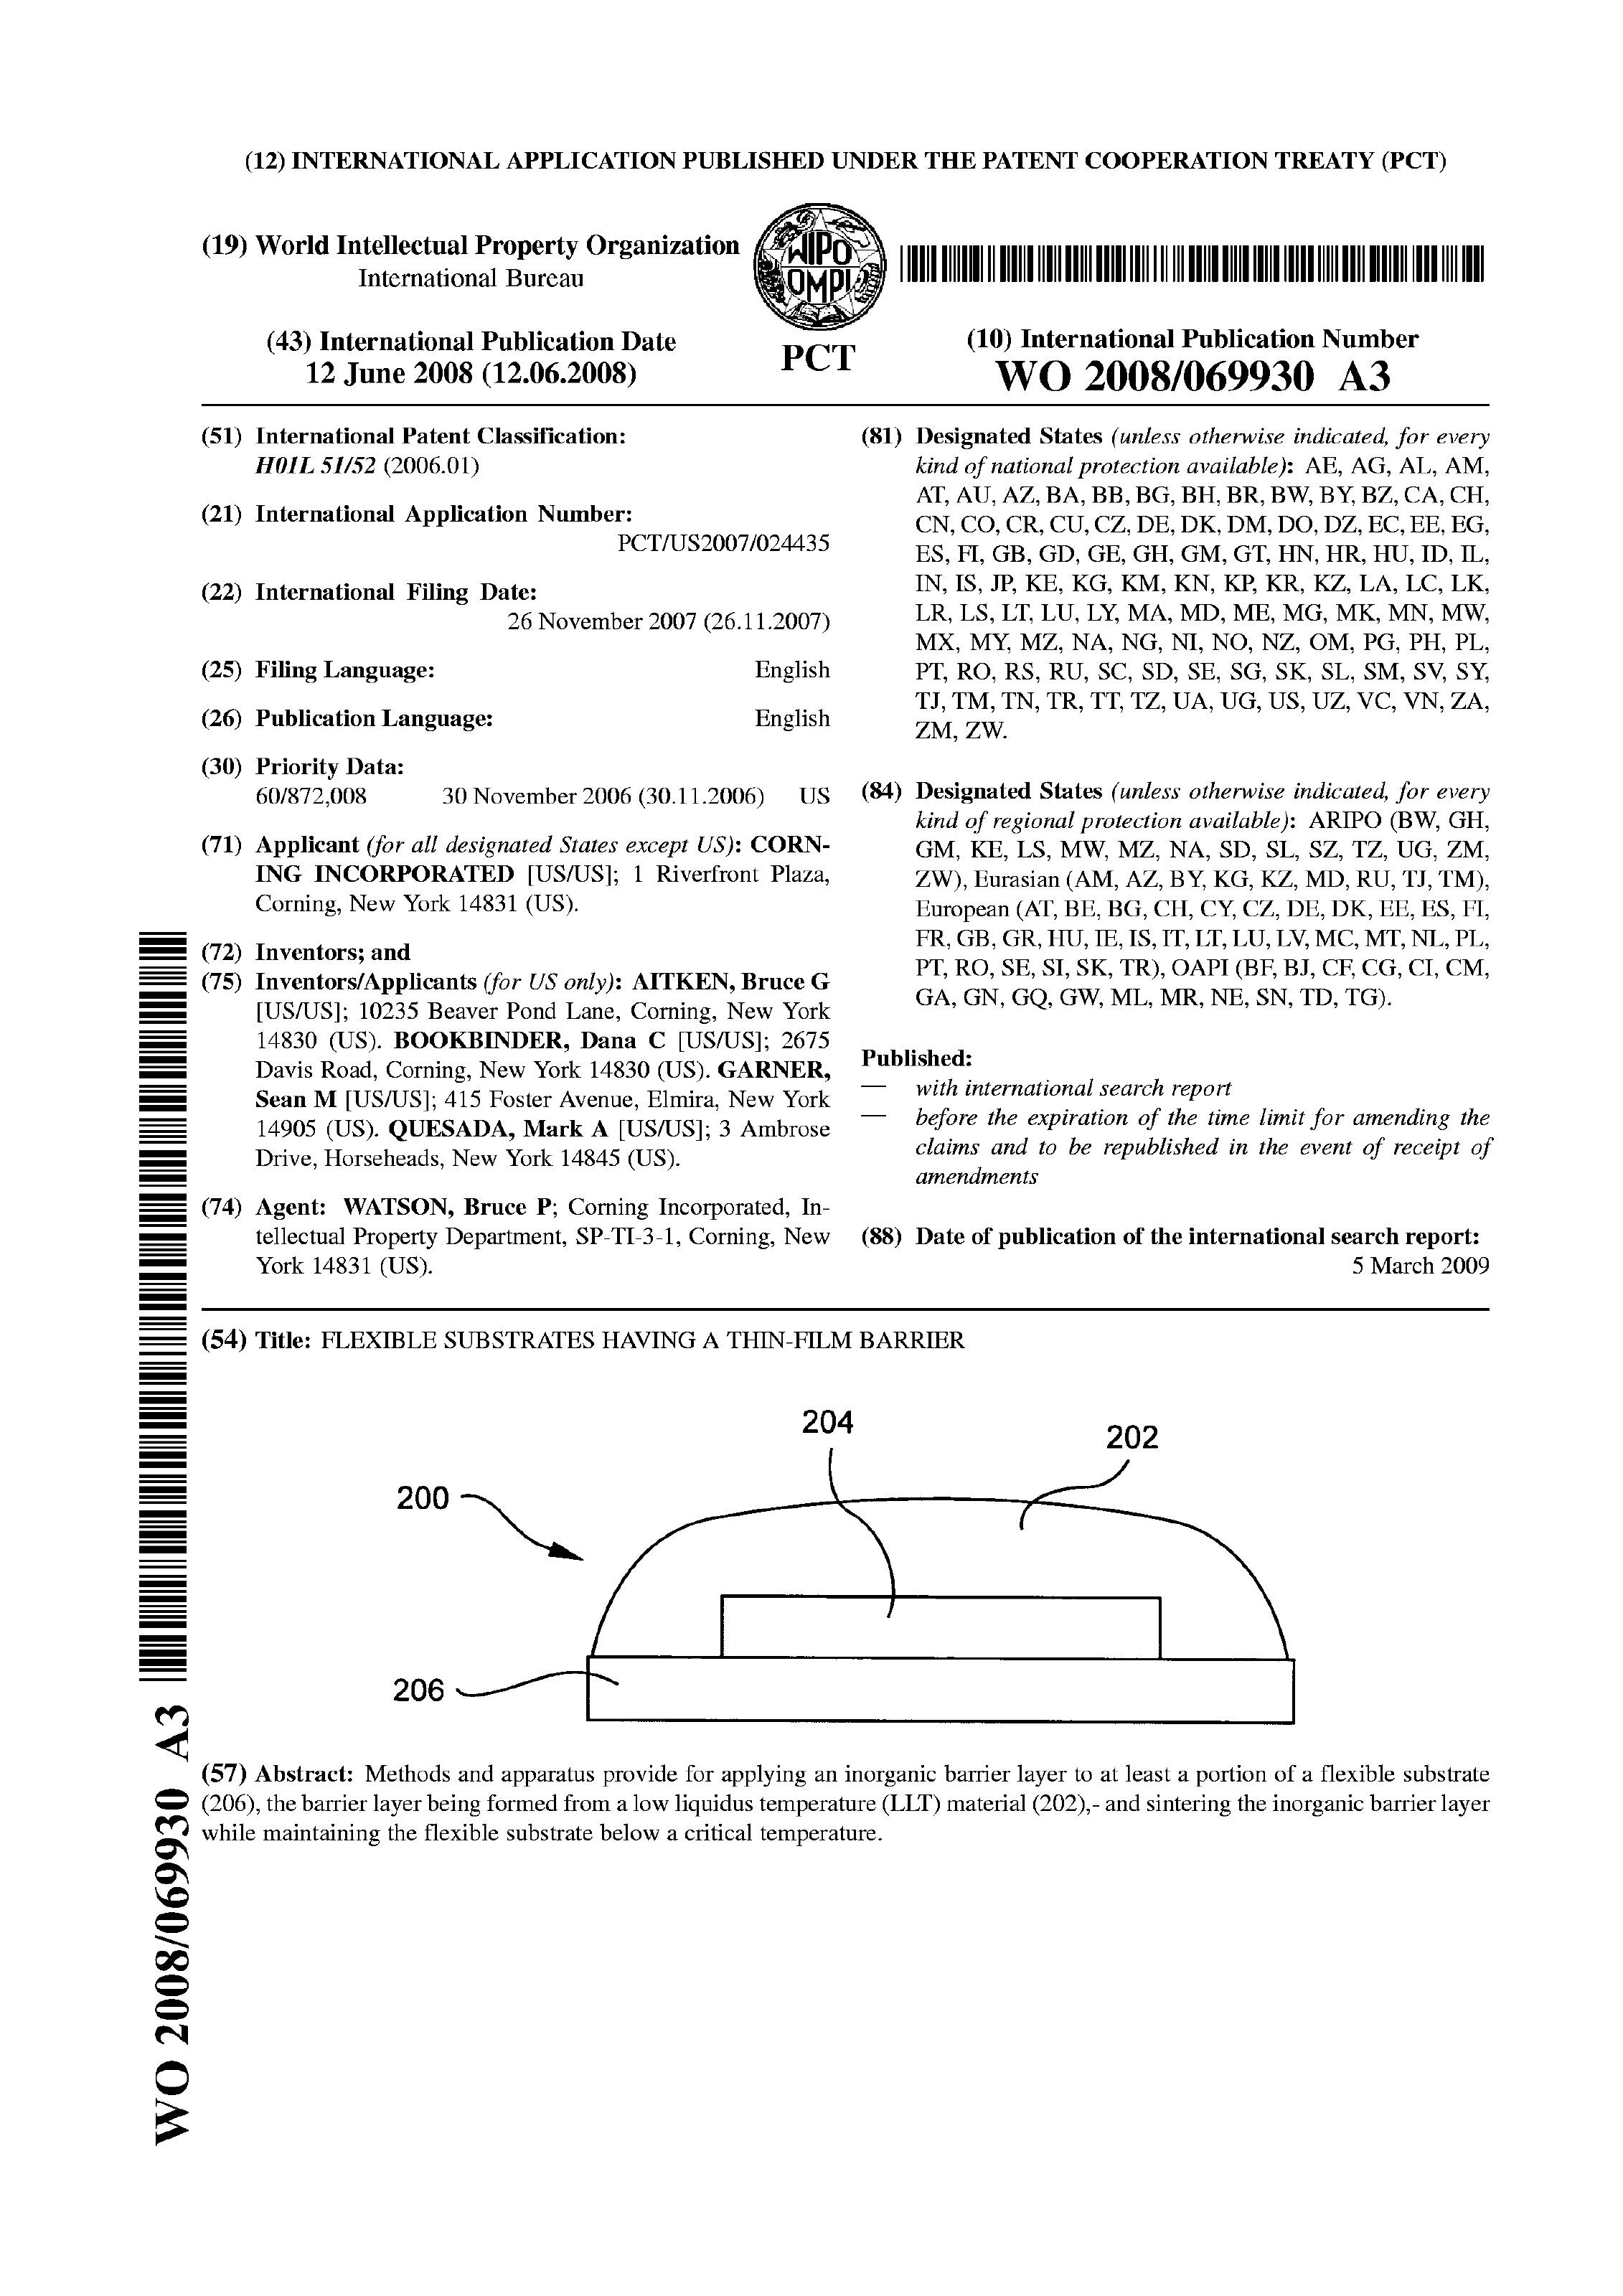 (12) INTERNATIONAL APPLICATION PUBLISHED UNDER THE PATENT COOPERATION TREATY (PCT)
(19) World Intellectual Property Organization
International Bureau
WIPO
OMPI
PCT
(43) International Publication Date
12 June 2008 (12.06.2008)
(10) International Publication Number
WO 2008/069930 A3
(51) International Patent Classification:
H01L 51/52 (2006.01)
(21) International Application Number:
PCT/US2007/024435
(22) International Filing Date:
26 November 2007 (26.11.2007)
(25) Filing Language: English
(26) Publication Language: English
(30) Priority Data:
60/872,008 30 November 2006 (30.11.2006) US
(71) Applicant (for all designated States except US): CORN-
ING INCORPORATED [US/US]; 1 Riverfront Plaza,
Corning, New York 14831 (US).
(72) Inventors; and
(75) Inventors/Applicants (for US only): AITKEN, Bruce G
[US/US]; 10235 Beaver Pond Lane, Corning, New York
14830 (US). BOOKBINDER, Dana C [US/US]; 2675
Davis Road, Corning, New York 14830 (US). GARNER,
Sean M [US/US]; 415 Foster Avenue, Elmira, New York
14905 (US). QUESADA, Mark A [US/US]; 3 Ambrose
Drive, Horseheads, New York 14845 (US).
(74) Agent: WATSON, Bruce P; Corning Incorporated, In-
tellectual Property Department, SP-TI-3-1, Corning, New
York 14831 (US).
(81) Designated States (unless otherwise indicated, for every
kind of national protection available): AE, AG, AL, AM,
AT, AU, AZ, BA, BB, BG, BH, BR, BW, BY, BZ, CA, CH,
CN, CO, CR, CU, CZ, DE, DK, DM, DO, DZ, EC, EE, EG,
ES, FI, GB, GD, GE, GH, GM, GT, HN, HR, HU, ID, IL,
IN, IS, JP, KE, KG, KM, KN, KP, KR, KZ, LA, LC, LK,
LR, LS, LT, LU, LY, MA, MD, ME, MG, MK, MN, MW,
MX, MY, MZ, NA, NG, NI, NO, NZ, OM, PG, PH, PL,
PT, RO, RS, RU, SC, SD, SE, SG, SK, SL, SM, SV, SY,
TJ, TM, TN, TR, TT, TZ, UA, UG, US, UZ, VC, VN, ZA,
ZM, ZW.
(84) Designated States (unless otherwise indicated, for every
kind of regional protection available): ARIPO (BW, GH,
GM, KE, LS, MW, MZ, NA, SD, SL, SZ, TZ, UG, ZM,
ZW), Eurasian (AM, AZ, BY, KG, KZ, MD, RU, TJ, TM),
European (AT, BE, BG, CH, CY, CZ, DE, DK, EE, ES, FI,
FR, GB, GR, HU, IE, IS, IT, LT, LU, LV, MC, MT, NL, PL,
PT, RO, SE, SI, SK, TR), OAPI (BF, BJ, CF, CG, CI, CM,
GA, GN, GQ, GW, ML, MR, NE, SN, TD, TG).
Published:
— with international search report
— before the expiration of the time limit for amending the
claims and to be republished in the event of receipt of
amendments
(88) Date of publication of the international search report:
5 March 2009
(54) Title: FLEXIBLE SUBSTRATES HAVING A THIN-FILM BARRIER
204
202
200
206
(57) Abstract: Methods and apparatus provide for applying an inorganic barrier layer to at least a portion of a flexible substrate
(206), the barrier layer being formed from a low liquidus temperature (LLT) material (202),- and sintering the inorganic barrier layer
while maintaining the flexible substrate below a critical temperature.
WO 2008/069930 A3